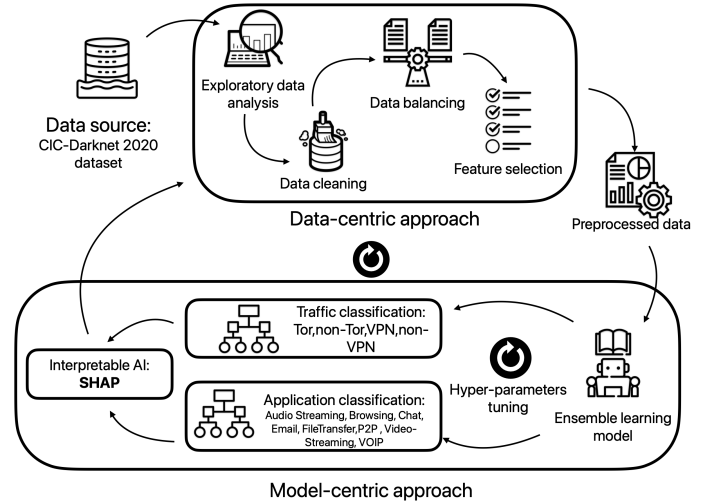 Data source:
CIC-Darknet 2020
dataset
Exploratory data
analysis
Data cleaning
Data balancing
Feature selection
Data-centric approach
Preprocessed data
Traffic classification:
Tor,non-Tor,VPN,non-
VPN
Interpretable AI:
SHAP
Application classification:
Audio Streaming, Browsing, Chat,
Email, FileTransfer,P2P , Video-
Streaming, VOIP
Hyper-parameters
tuning
Ensemble learning
model
Model-centric approach